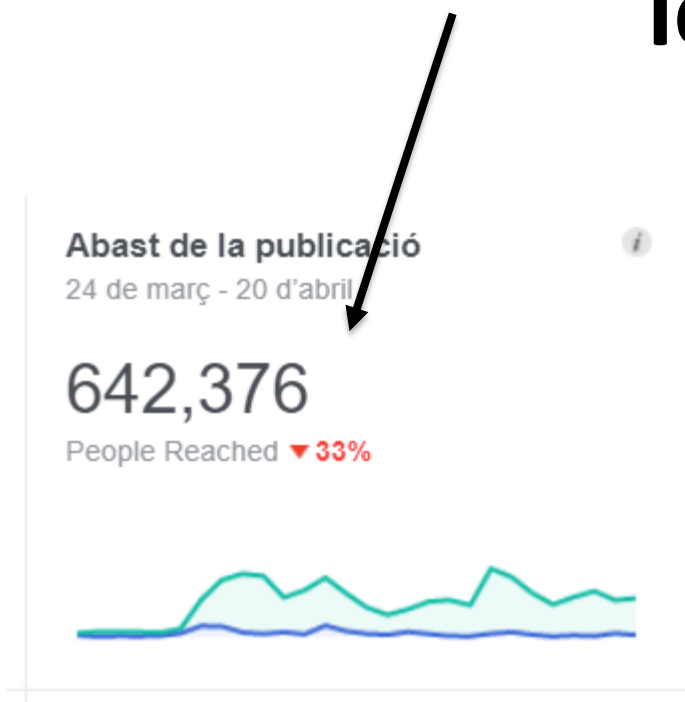 Abast de la publicació
24 de març - 20 d'abril
642,376
People Reached ▼ 33%